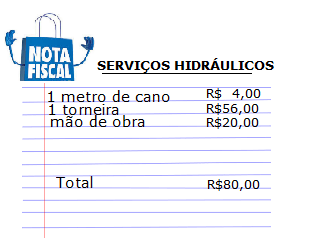 NOTA
FISCAL
SERVIÇOS HIDRÁULICOS
1 metro de cano R$ 4,00
1 torneira R$56,00
mão de obra R$20,00
Total R$80,00